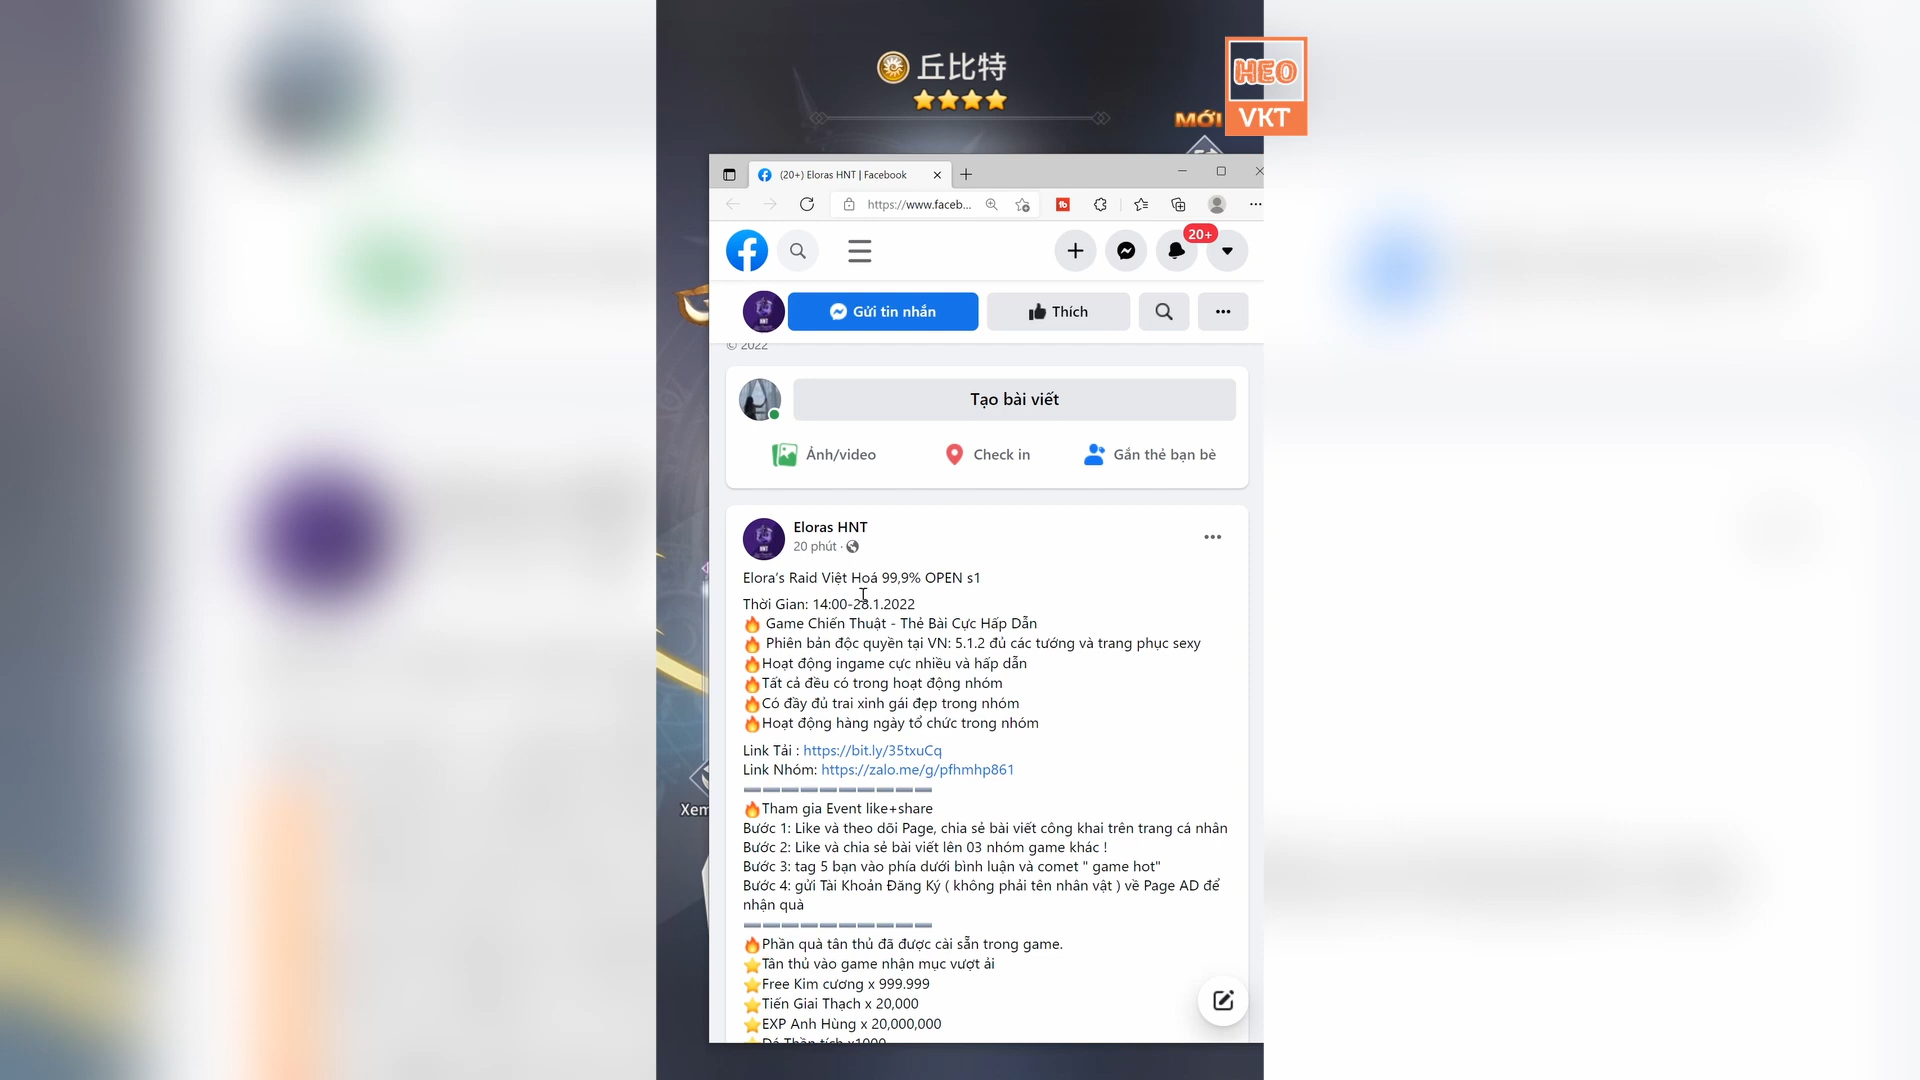 丘比特
HEO
VKT
MỚI
(20+) Eloras HNT | Facebook
https://www.faceb...
20+
Gửi tin nhắn
Thích
© 2022
Tạo bài viết
Ảnh/video
Check in
Gắn thẻ bạn bè
Eloras HNT
20 phút ·
Elora's Raid Việt Hoá 99,9% OPEN s1
Thời Gian: 14:00-28.1.2022
🔥 Game Chiến Thuật - Thẻ Bài Cực Hấp Dẫn
🔥 Phiên bản độc quyền tại VN: 5.1.2 đủ các tướng và trang phục sexy
🔥Hoạt động ingame cực nhiều và hấp dẫn
🔥Tất cả đều có trong hoạt động nhóm
🔥Có đầy đủ trai xinh gái đẹp trong nhóm
🔥Hoạt động hàng ngày tổ chức trong nhóm
Link Tải : https://bit.ly/35txuCq
Link Nhóm: https://zalo.me/g/pfhmhp861
🔥Tham gia Event like+share
Bước 1: Like và theo dõi Page, chia sẻ bài viết công khai trên trang cá nhân
Bước 2: Like và chia sẻ bài viết lên 03 nhóm game khác !
Bước 3: tag 5 bạn vào phía dưới bình luận và comet " game hot"
Bước 4: gửi Tài Khoản Đăng Ký ( không phải tên nhân vật ) về Page AD để
nhận quà
🔥Phần quà tân thủ đã được cài sẵn trong game.
⭐Tân thủ vào game nhận mục vượt ải
⭐Free Kim cương x 999.999
⭐Tiến Giai Thạch x 20,000
⭐EXP Anh Hùng x 20,000,000
⭐Đá Thần tích x1000
Xem
HNT